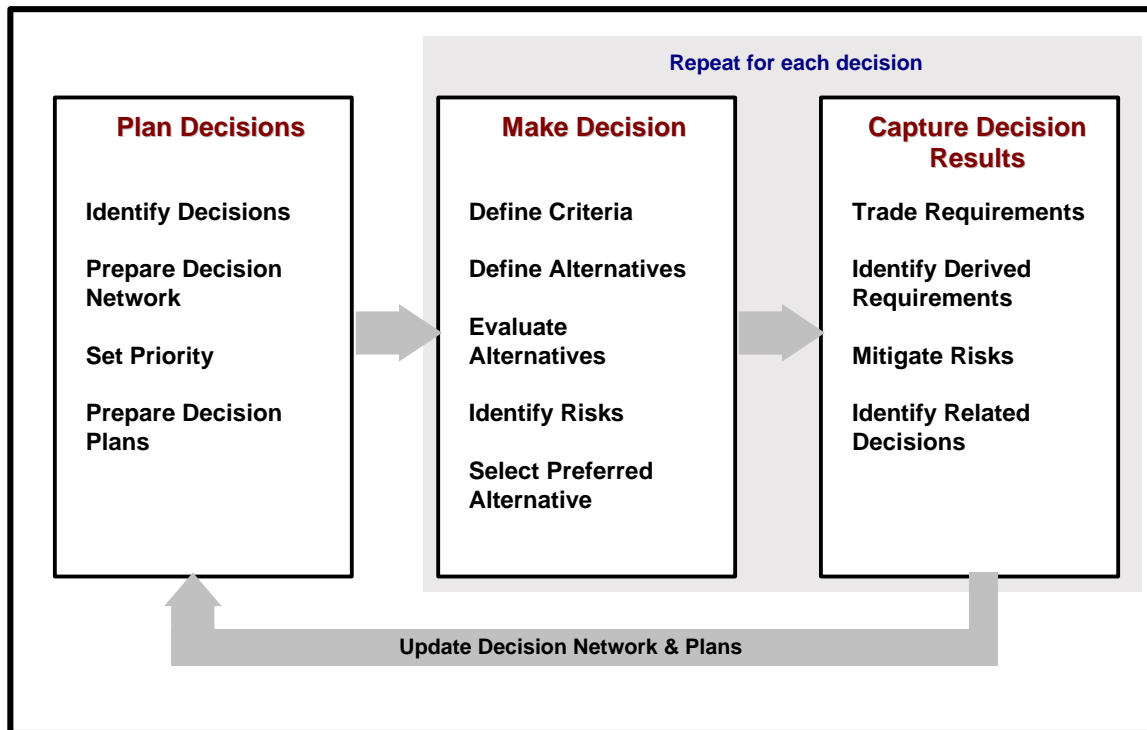 Repeat for each decision
Plan Decisions
Identify Decisions
Prepare Decision
Network
Set Priority
Prepare Decision
Plans
Make Decision
Define Criteria
Define Alternatives
Evaluate
Alternatives
Identify Risks
Select Preferred
Alternative
Capture Decision
Results
Trade Requirements
Identify Derived
Requirements
Mitigate Risks
Identify Related
Decisions
Update Decision Network & Plans